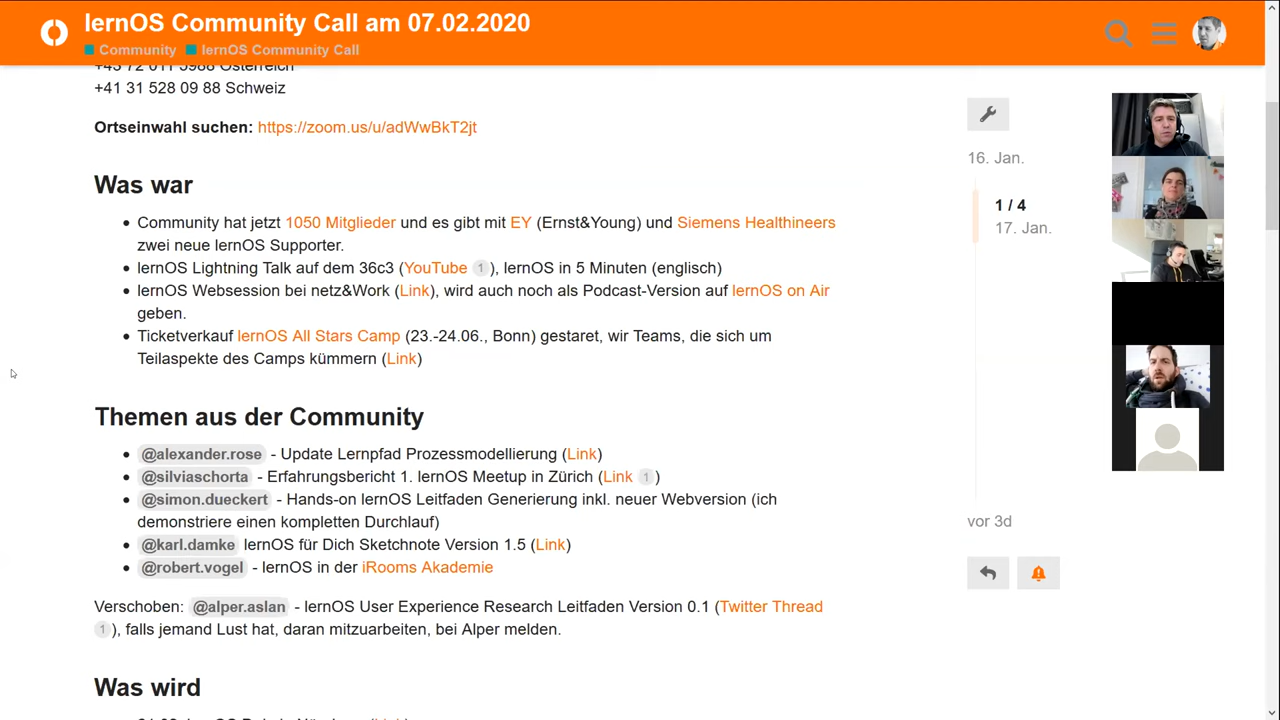 lernOS Community Call am 07.02.2020
Community lernOS Community Call
+43 72 011 5988 Österreich
+41 31 528 09 88 Schweiz
Ortseinwahl suchen: https://zoom.us/u/adWwBkT2jt
Was war
Community hat jetzt 1050 Mitglieder und es gibt mit EY (Ernst&Young) und Siemens Healthineers
zwei neue lernOS Supporter.
lernOS Lightning Talk auf dem 36c3 (YouTube 1 ), lernOS in 5 Minuten (englisch)
lernOS Websession bei netz&Work (Link), wird auch noch als Podcast-Version auf lernOS on Air
geben.
Ticketverkauf lernOS All Stars Camp (23.-24.06., Bonn) gestaret, wir Teams, die sich um
Teilaspekte des Camps kümmern (Link)
Themen aus der Community
@alexander.rose - Update Lernpfad Prozessmodellierung (Link)
@silviaschorta - Erfahrungsbericht 1. lernOS Meetup in Zürich (Link 1 )
@simon.dueckert - Hands-on lernOS Leitfaden Generierung inkl. neuer Webversion (ich
demonstriere einen kompletten Durchlauf)
@karl.damke lernOS für Dich Sketchnote Version 1.5 (Link)
@robert.vogel - lernOS in der iRooms Akademie
Verschoben: @alper.aslan - lernOS User Experience Research Leitfaden Version 0.1 (Twitter Thread
1 ), falls jemand Lust hat, daran mitzuarbeiten, bei Alper melden.
Was wird
16. Jan.
1 / 4
17. Jan.
vor 3d